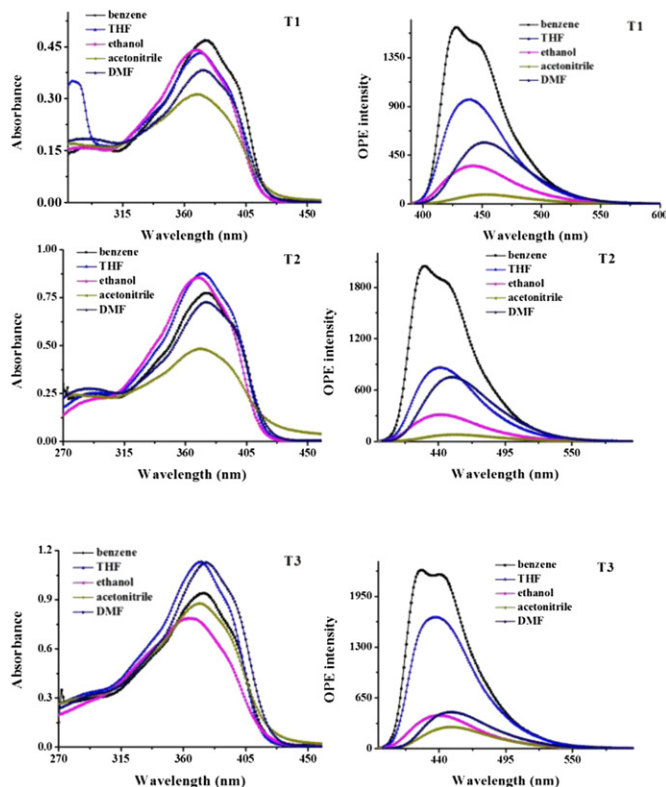 T1
benzene
THF
ethanol
acetonitrile
DMF
Absorbance
0.45
0.30
0.15
0.00
315
360
405
450
Wavelength (nm)
T1
benzene
THF
ethanol
acetonitrile
DMF
OPE intensity
1350
900
450
0
400
450
500
550
600
Wavelength (nm)
T2
benzene
THF
ethanol
acetonitrile
DMF
Absorbance
1.00
0.75
0.50
0.25
0.00
270
315
360
405
450
Wavelength (nm)
T2
benzene
THF
ethanol
acetonitrile
DMF
OPE intensity
1800
1200
600
0
440
495
550
Wavelength (nm)
T3
benzene
THF
ethanol
acetonitrile
DMF
Absorbance
1.2
0.9
0.6
0.3
0.0
270
315
360
405
450
Wavelength (nm)
T3
benzene
THF
ethanol
acetonitrile
DMF
OPE intensity
1950
1300
650
0
440
495
550
Wavelength (nm)